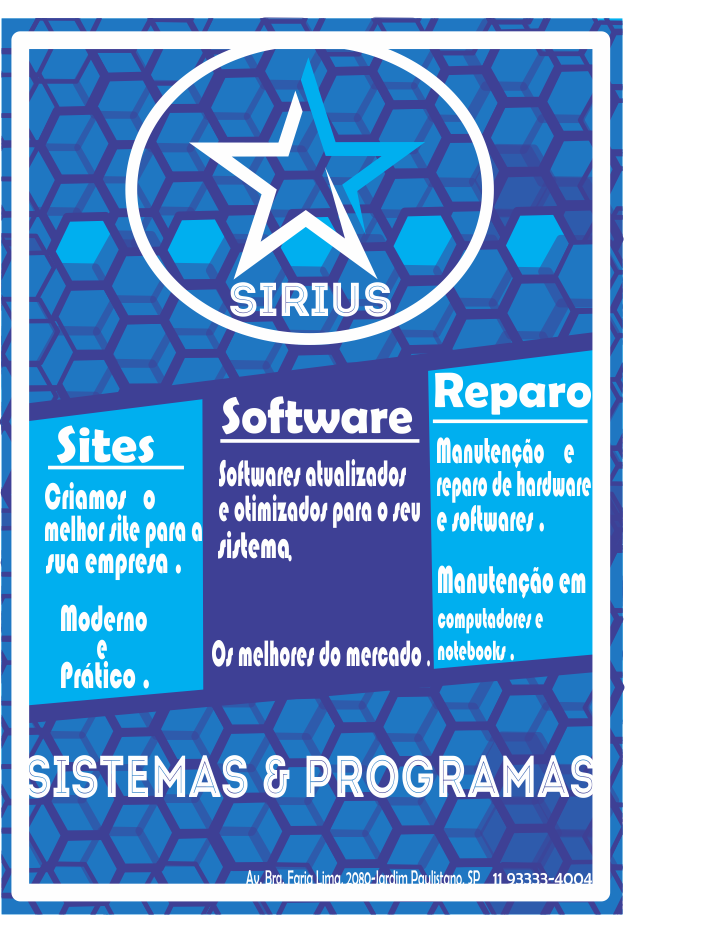 SIRIUS
Sites
Criamos o
melhor site para a
sua empresa .
Moderno
e
Prático .
Software
Softwares atualizados
e otimizados para o seu
sistema,
Os melhores do mercado .
Reparo
Manutenção e
reparo de hardware
e softwares .
Manutenção em
computadores e
notebooks .
SISTEMAS & PROGRAMAS
Av. Brg. Faria Lima, 2080-Jardim Paulistano, SP 11 93333-4004